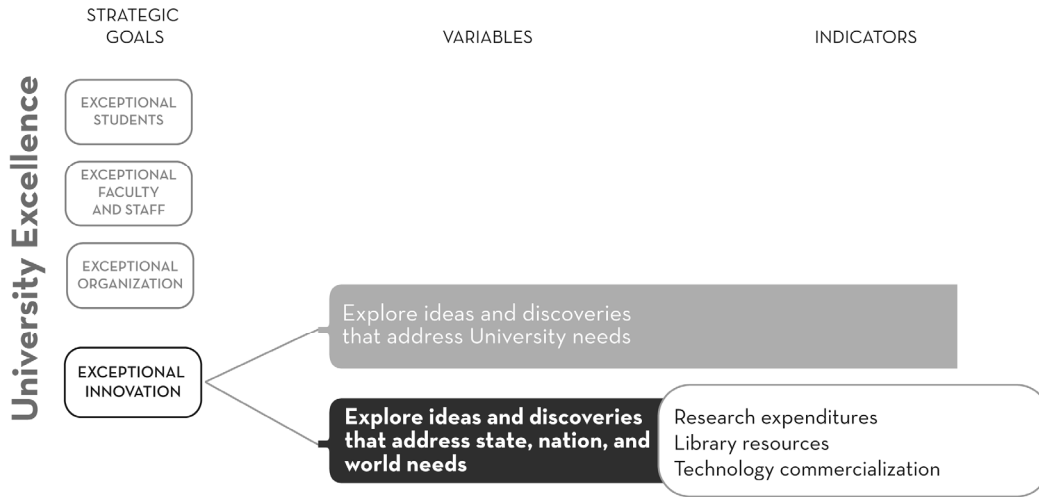 STRATEGIC
GOALS
VARIABLES
INDICATORS
University Excellence
EXCEPTIONAL
STUDENTS
EXCEPTIONAL
FACULTY
AND STAFF
EXCEPTIONAL
ORGANIZATION
EXCEPTIONAL
INNOVATION
Explore ideas and discoveries
that address University needs
Explore ideas and discoveries
that address state, nation, and
world needs
Research expenditures
Library resources
Technology commercialization